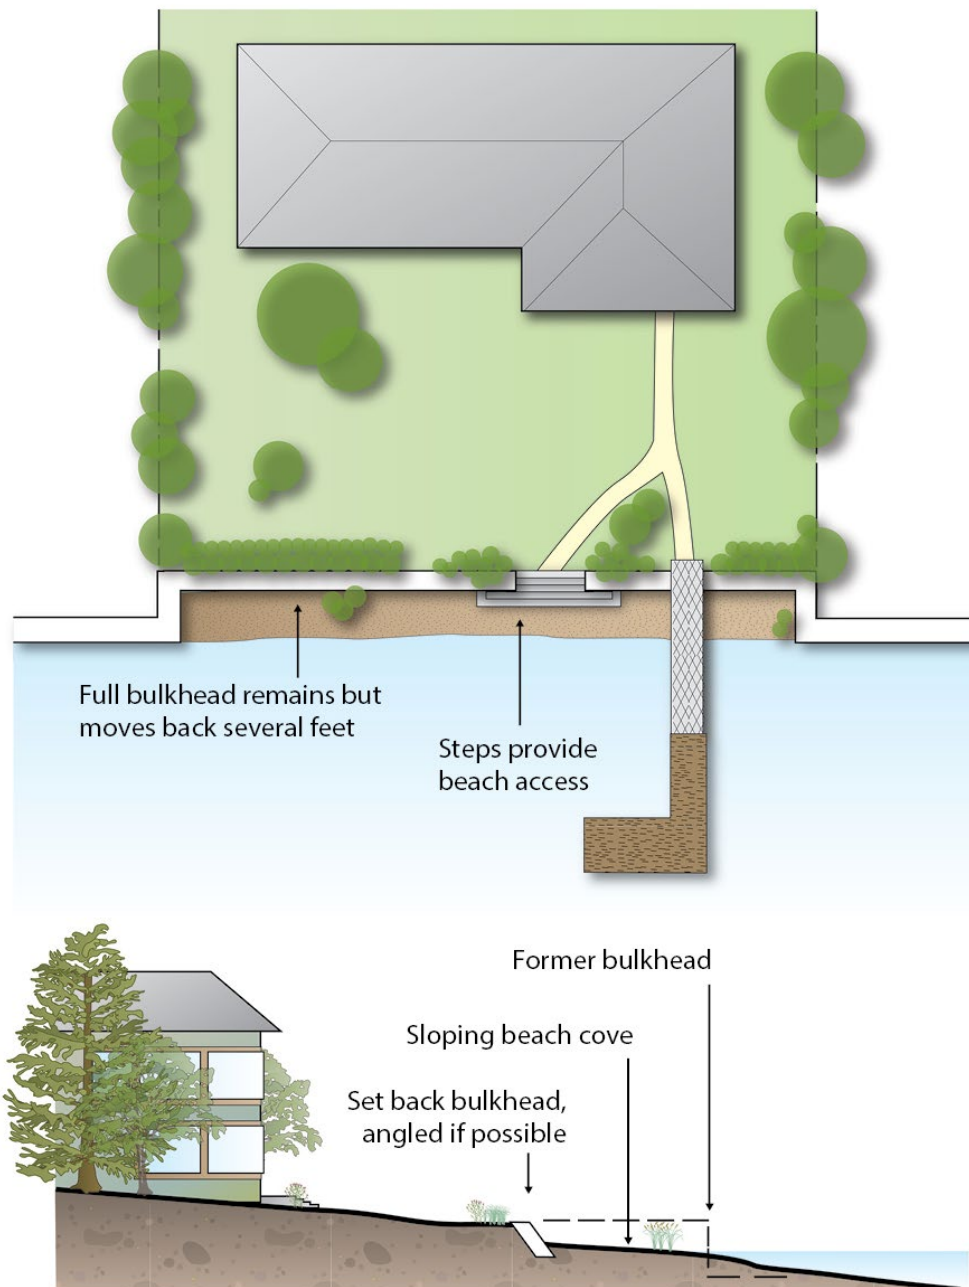 Full bulkhead remains but
moves back several feet
Steps provide
beach access
Former bulkhead
Sloping beach cove
Set back bulkhead,
angled if possible